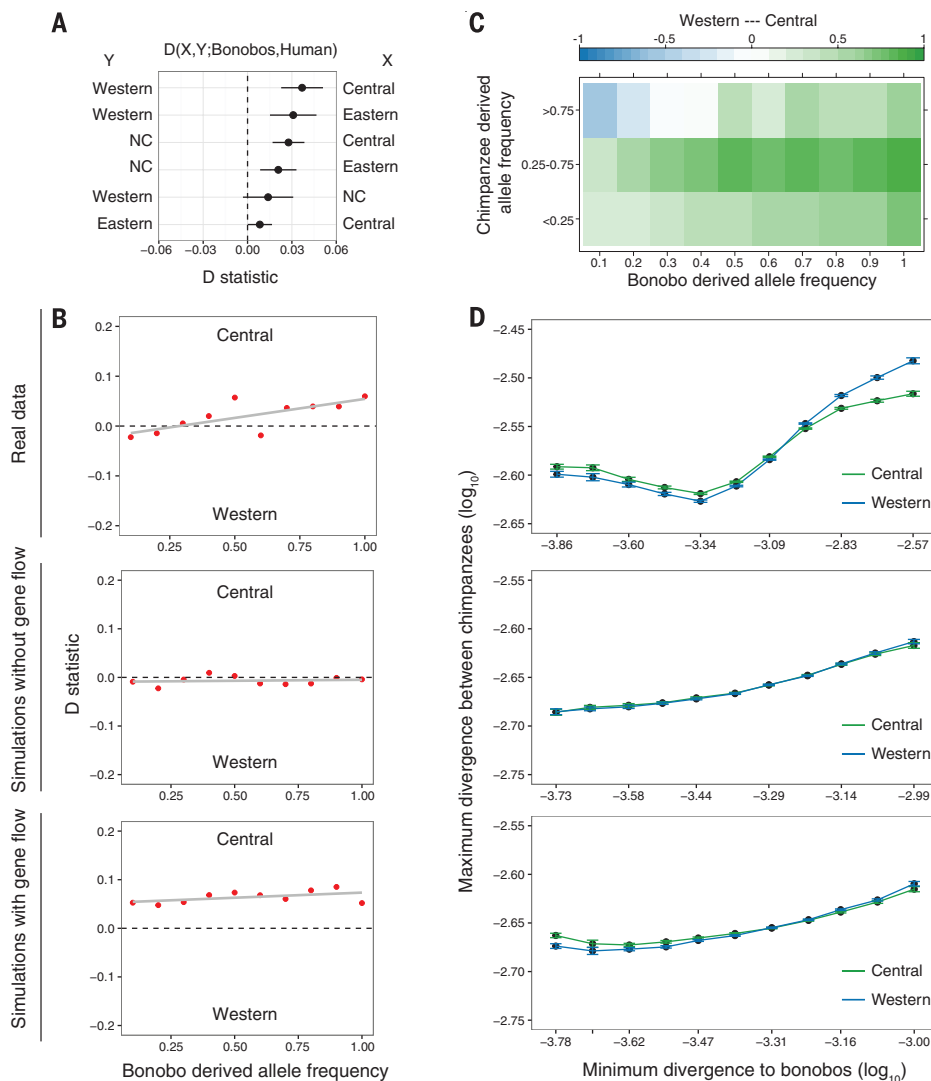 A
D(X,Y;Bonobos,Human)
Y X
Western Central
Western Eastern
NC Central
NC Eastern
Western NC
Eastern Central
−0.06 −0.03 0.00 0.03 0.06
D statistic
C
Western --- Central
-1 -0.5 0 0.5 1
Chimpanzee derived
allele frequency
>0.75
0.25-0.75
<0.25
0.1 0.2 0.3 0.4 0.5 0.6 0.7 0.8 0.9 1
Bonobo derived allele frequency
B
Real data
0.2
0.1
0.0
−0.1
−0.2
Central
Western
0.25 0.50 0.75 1.00
Simulations without gene flow
D statistic
0.2
0.1
0.0
−0.1
−0.2
Central
Western
0.25 0.50 0.75 1.00
Simulations with gene flow
0.2
0.1
0.0
−0.1
−0.2
Central
Western
0.25 0.50 0.75 1.00
Bonobo derived allele frequency
D
Maximum divergence between chimpanzees (log10)
−2.45
−2.50
−2.55
−2.60
−2.65
Central
Western
−3.86 −3.60 −3.34 −3.09 −2.83 −2.57
−2.55
−2.60
−2.65
−2.70
−2.75
Central
Western
−3.73 −3.58 −3.44 −3.29 −3.14 −2.99
−2.55
−2.60
−2.65
−2.70
−2.75
Central
Western
−3.78 −3.62 −3.47 −3.31 −3.16 −3.00
Minimum divergence to bonobos (log10)